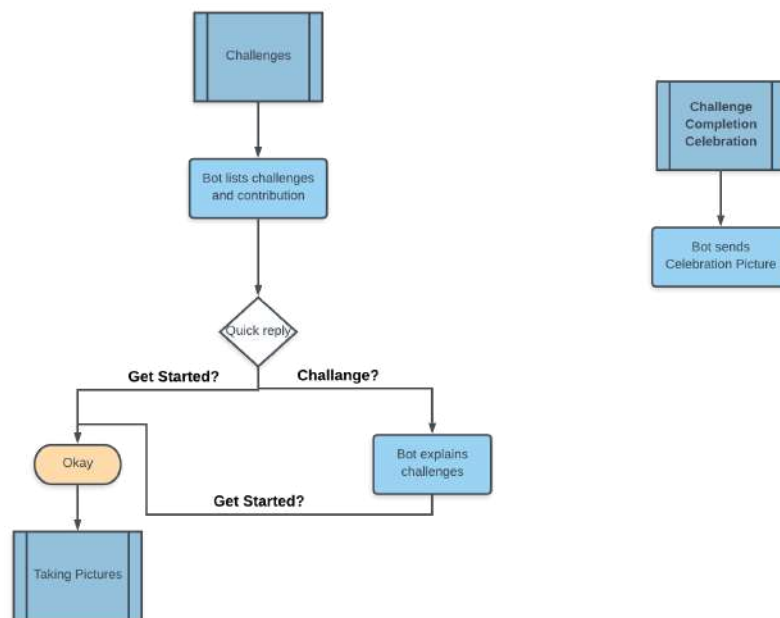 Challenges
Bot lists challenges
and contribution
Quick reply
Get Started?
Challange?
Okay
Bot explains
challenges
Get Started?
Taking Pictures
Challenge
Completion
Celebration
Bot sends
Celebration Picture